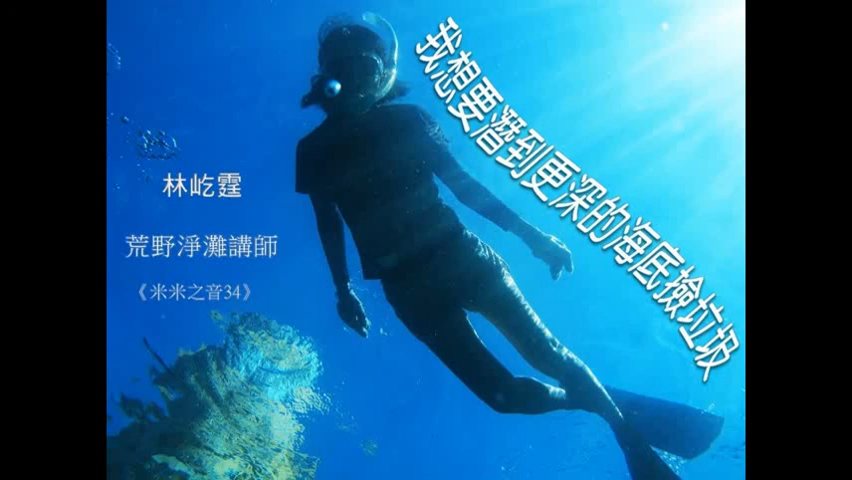 我想要潛到更深的海底撿垃圾
林屹霆
荒野淨灘講師
《米米之音34》